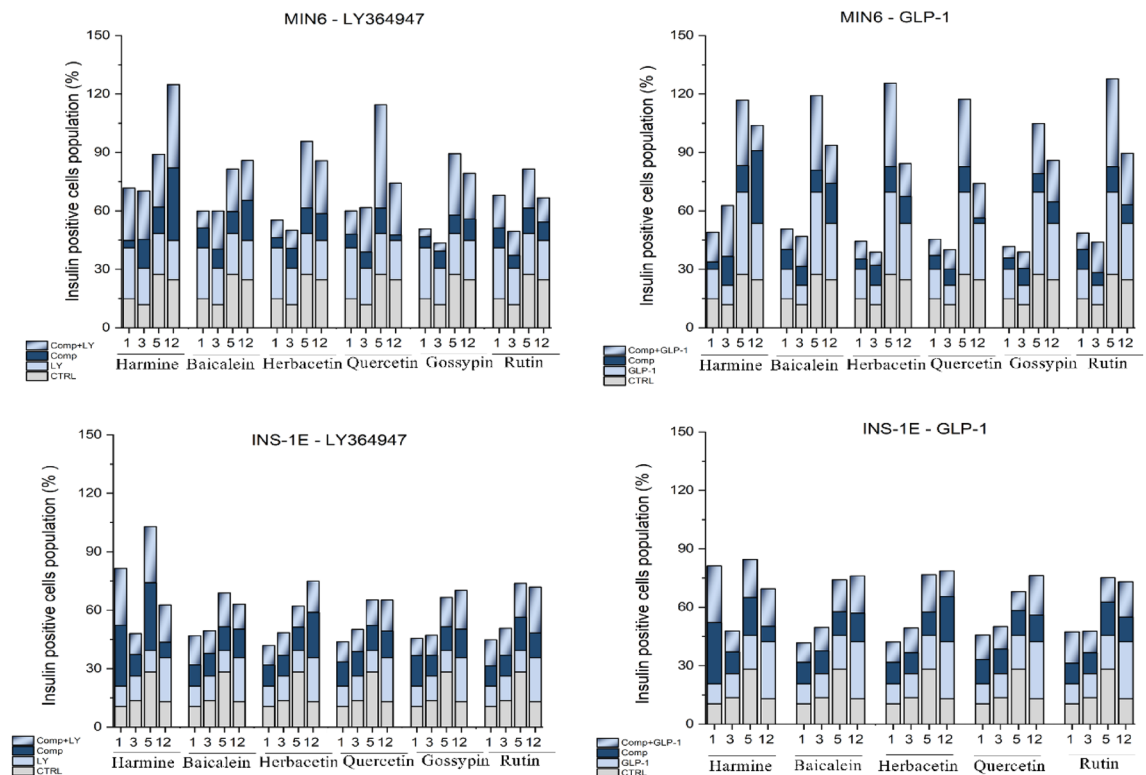 MIN6 - LY364947
Insulin positive cells population (% )
150
120
90
60
30
0
1 3 5 12 1 3 5 12 1 3 5 12 1 3 5 12 1 3 5 12 1 3 5 12
Harmine Baicalein Herbacetin Quercetin Gossypin Rutin
Comp+LY
Comp
LY
CTRL
MIN6 - GLP-1
Insulin positive cells population (% )
150
120
90
60
30
0
1 3 5 12 1 3 5 12 1 3 5 12 1 3 5 12 1 3 5 12 1 3 5 12
Harmine Baicalein Herbacetin Quercetin Gossypin Rutin
Comp+GLP-1
Comp
GLP-1
CTRL
INS-1E - LY364947
Insulin positive cells population (%)
150
120
90
60
30
0
1 3 5 12 1 3 5 12 1 3 5 12 1 3 5 12 1 3 5 12 1 3 5 12
Harmine Baicalein Herbacetin Quercetin Gossypin Rutin
Comp+LY
Comp
LY
CTRL
INS-1E - GLP-1
Insulin positive cells population (% )
150
120
90
60
30
0
1 3 5 12 1 3 5 12 1 3 5 12 1 3 5 12 1 3 5 12
Harmine Baicalein Herbacetin Quercetin Rutin
Comp+GLP-1
Comp
GLP-1
CTRL